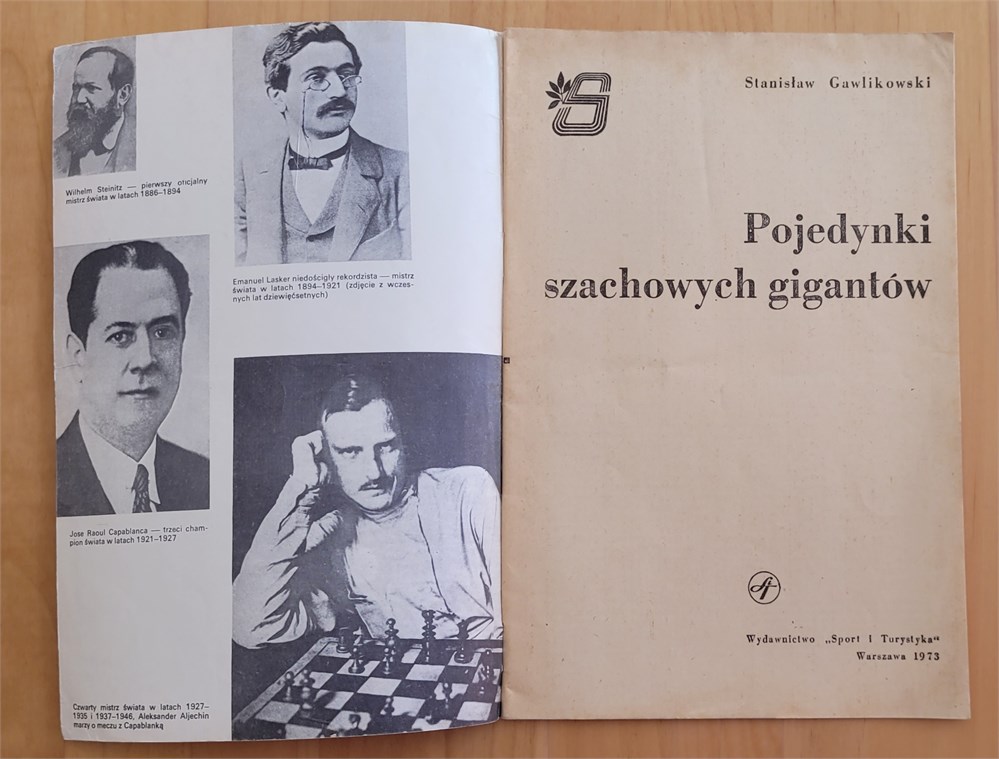 Wilhelm Steinitz — pierwszy oficjalny
mistrz świata w latach 1886–1894
Emanuel Lasker niedościgły rekordzista — mistrz
świata w latach 1894–1921 (zdjęcie z wczes-
nych lat dziewięćsetnych)
Jose Raoul Capablanca — trzeci cham-
pion świata w latach 1921–1927
Czwarty mistrz świata w latach 1927–
1935 i 1937–1946, Aleksander Aljechin
marzy o meczu z Capablanką
S
Stanisław Gawlikowski
Pojedynki
szachowych gigantów
Wydawnictwo „Sport i Turystyka“
Warszawa 1973